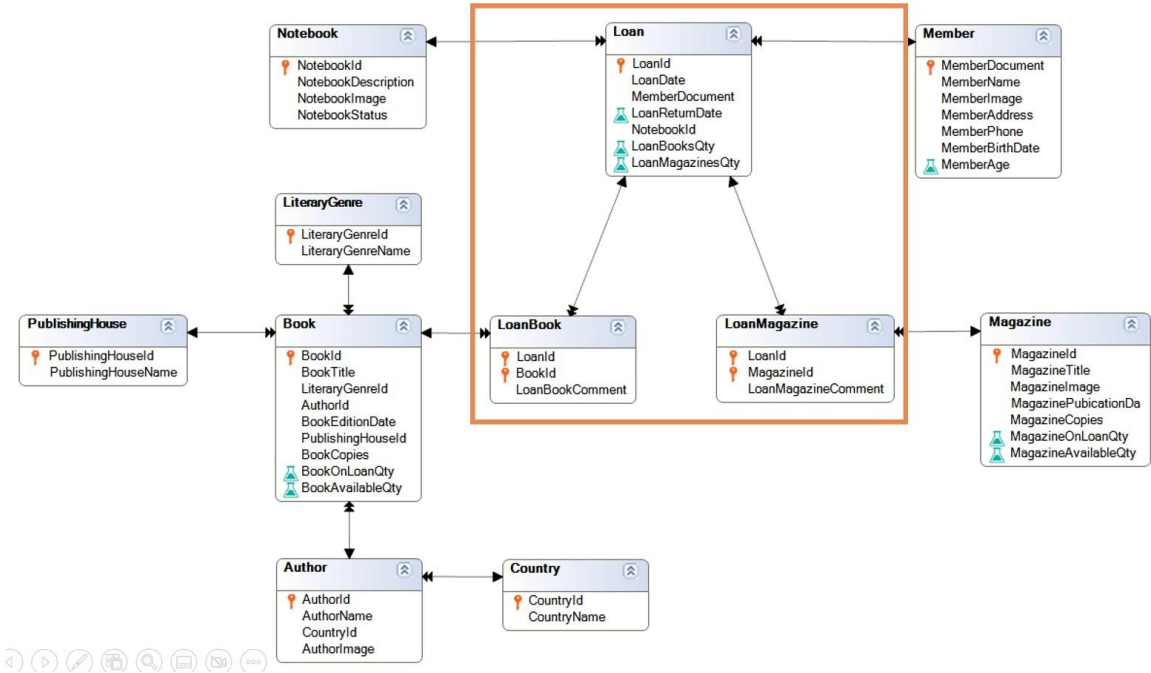 Notebook
NotebookId
NotebookDescription
NotebookImage
NotebookStatus
Loan
LoanId
LoanDate
MemberDocument
LoanReturnDate
NotebookId
LoanBooksQty
LoanMagazinesQty
Member
MemberDocument
MemberName
MemberImage
MemberAddress
MemberPhone
MemberBirthDate
MemberAge
LiteraryGenre
LiteraryGenreId
LiteraryGenreName
PublishingHouse
PublishingHouseId
PublishingHouseName
Book
BookId
BookTitle
LiteraryGenreId
AuthorId
BookEditionDate
PublishingHouseId
BookCopies
BookOnLoanQty
BookAvailableQty
LoanBook
LoanId
BookId
LoanBookComment
LoanMagazine
LoanId
MagazineId
LoanMagazineComment
Magazine
MagazineId
MagazineTitle
MagazineImage
MagazinePubicationDa
MagazineCopies
MagazineOnLoanQty
MagazineAvailableQty
Author
AuthorId
AuthorName
CountryId
AuthorImage
Country
CountryId
CountryName